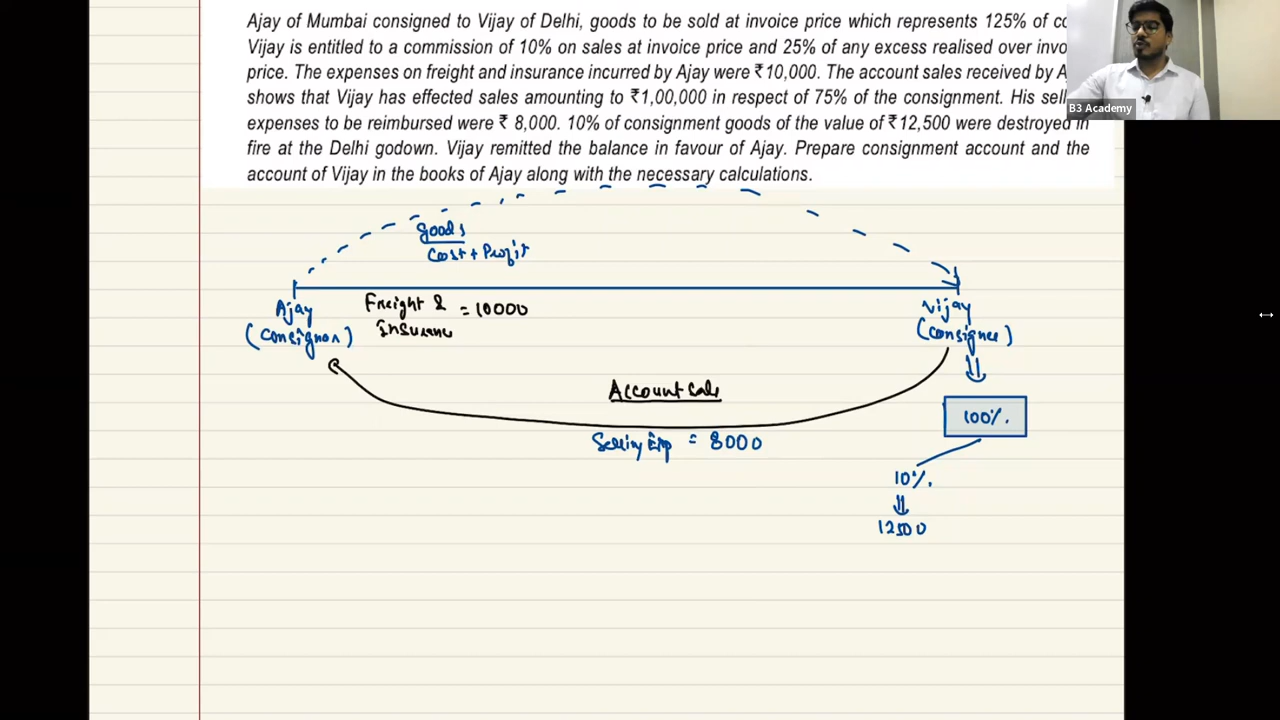 Ajay of Mumbai consigned to Vijay of Delhi, goods to be sold at invoice price which represents 125% of
Vijay is entitled to a commission of 10% on sales at invoice price and 25% of any excess realised over
price. The expenses on freight and insurance incurred by Ajay were ₹10,000. The account sales received by
shows that Vijay has effected sales amounting to ₹1,00,000 in respect of 75% of the consignment. His
expenses to be reimbursed were ₹ 8,000. 10% of consignment goods of the value of ₹12,500 were destroyed in
fire at the Delhi godown. Vijay remitted the balance in favour of Ajay. Prepare consignment account and the
account of Vijay in the books of Ajay along with the necessary calculations.
B3 Academy
goods
Cost + Profit
Ajay
(Consignor)
Freight &
Insurance
= 10000
Vijay
(Consignee)
Account Sale
Selling Exp = 8000
100%.
10%.
12500